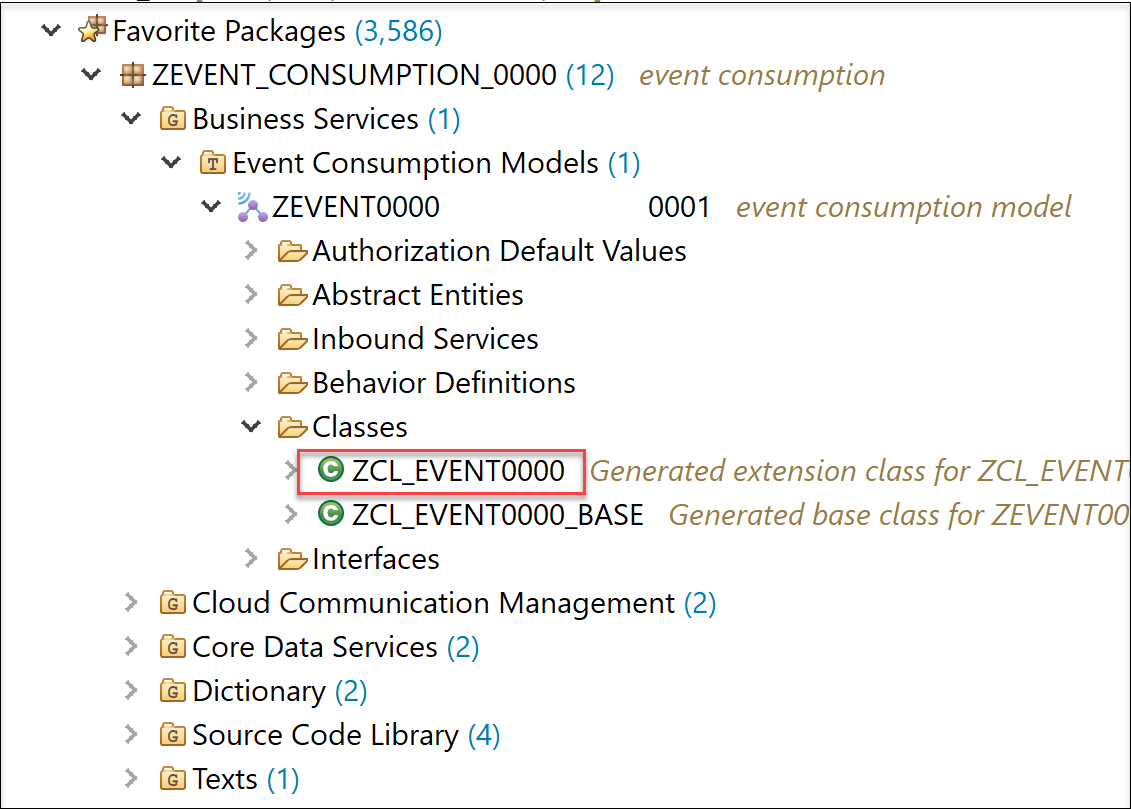 Favorite Packages (3,586)
ZEVENT_CONSUMPTION_0000 (12) event consumption
Business Services (1)
Event Consumption Models (1)
ZEVENT0000 0001 event consumption model
Authorization Default Values
Abstract Entities
Inbound Services
Behavior Definitions
Classes
ZCL_EVENT0000 Generated extension class for ZCL_EVENT
ZCL_EVENT0000_BASE Generated base class for ZEVENT00
Interfaces
Cloud Communication Management (2)
Core Data Services (2)
Dictionary (2)
Source Code Library (4)
Texts (1)